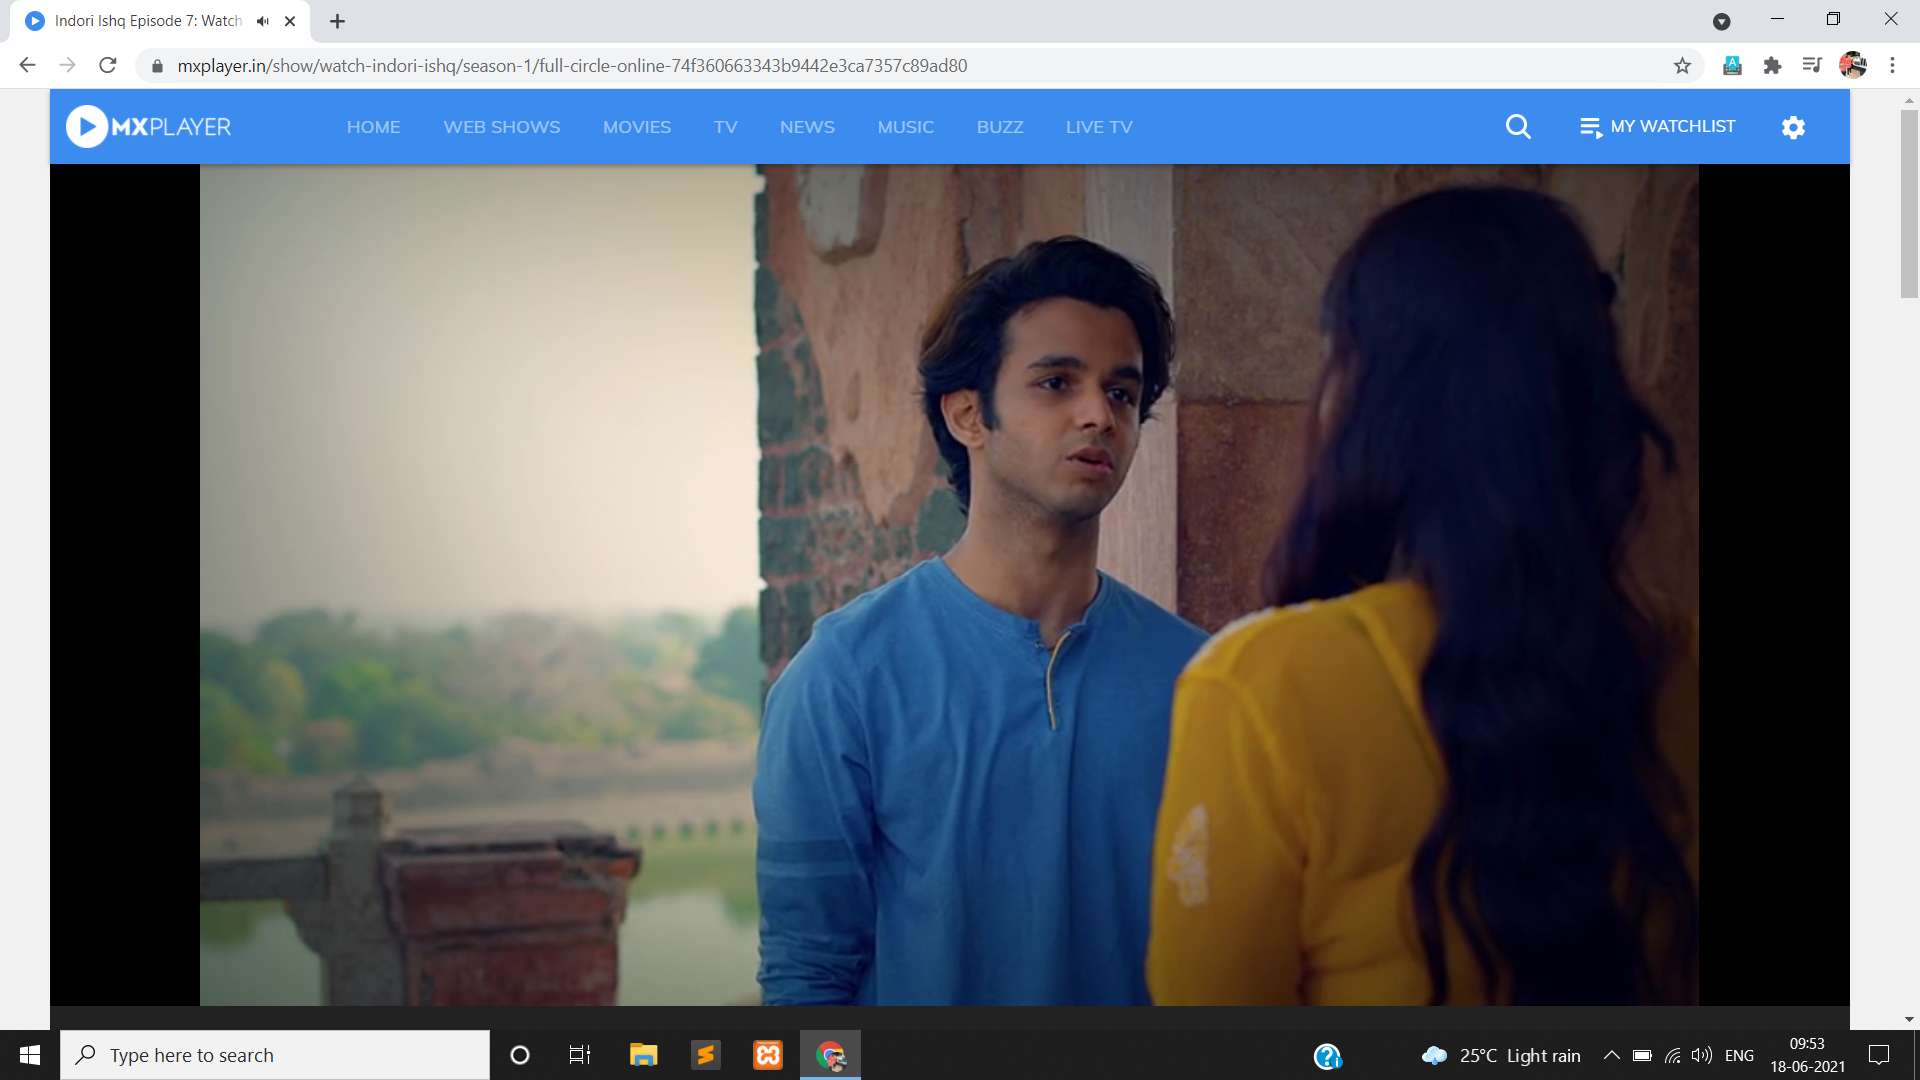 Indori Ishq Episode 7: Watch
mxplayer.in/show/watch-indori-ishq/season-1/full-circle-online-74f360663343b9442e3ca7357c89ad80
MXPLAYER HOME WEB SHOWS MOVIES TV NEWS MUSIC BUZZ LIVE TV MY WATCHLIST
Type here to search
25°C Light rain
ENG
09:53
18-06-2021